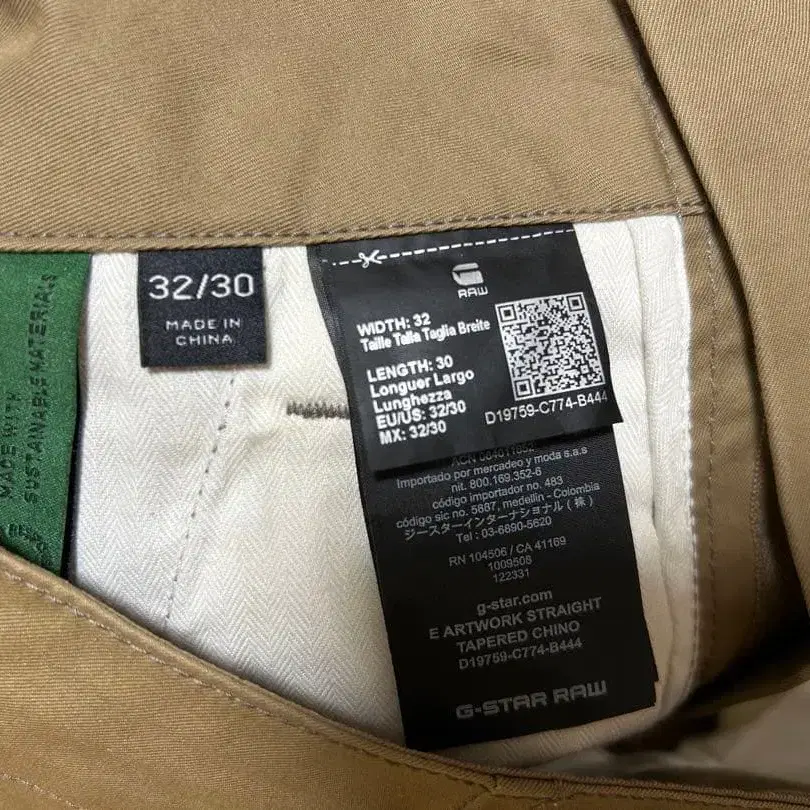 MADE WITH
SUSTAINABLE MATERIALS
32/30
MADE IN
CHINA
RAW
WIDTH: 32
Taille Talla Taglia Breite
LENGTH: 30
Longuer Largo
Lunghezza
EU/US: 32/30
MX: 32/30
D19759-C774-B444
Importado por mercadeo y moda s.a.s
nit. 800.169.352-6
código importador no. 483
código sic no. 5887, medellin - Colombia
ジースターインターナショナル(株)
Tel : 03-6890-5620
RN 104506 / CA 41169
1009508
122331
g-star.com
E ARTWORK STRAIGHT
TAPERED CHINO
D19759-C774-B444
G-STAR RAW